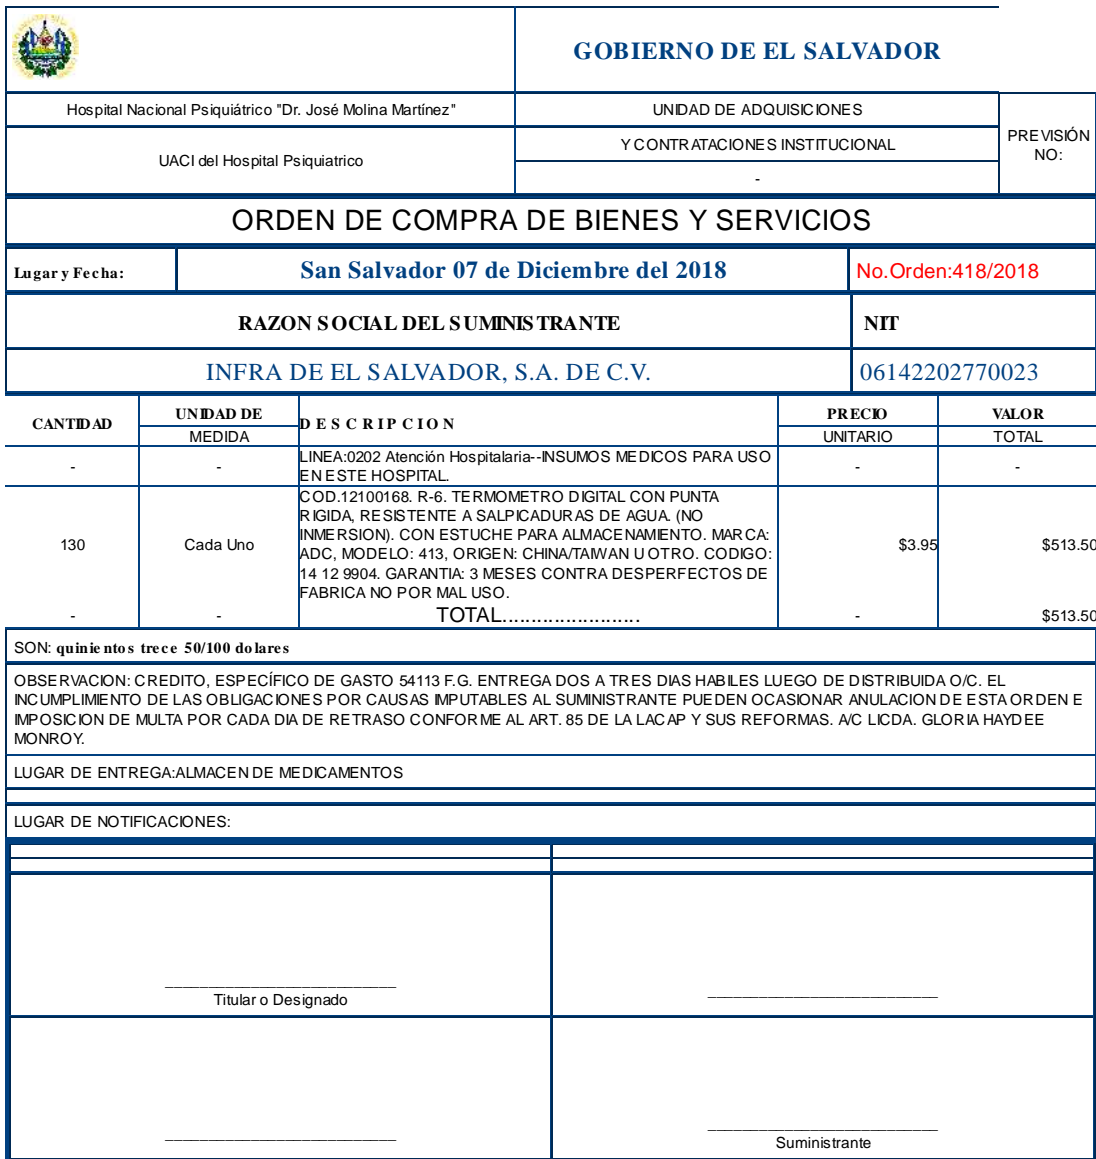 GOBIERNO DE EL SALVADOR
Hospital Nacional Psiquiátrico "Dr. José Molina Martínez"
UNIDAD DE ADQUISICIONES
PREVISIÓN
NO:
UACI del Hospital Psiquiatrico
Y CONTRATACIONES INSTITUCIONAL
-
ORDEN DE COMPRA DE BIENES Y SERVICIOS
Lugar y Fecha:
San Salvador 07 de Diciembre del 2018
No.Orden:418/2018
RAZON SOCIAL DEL SUMINISTRANTE
NIT
INFRA DE EL SALVADOR, S.A. DE C.V.
06142202770023
CANTIDAD
UNIDAD DE
MEDIDA
DESCRIPCION
PRECIO
UNITARIO
VALOR
TOTAL
-
-
LINEA:0202 Atención Hospitalaria--INSUMOS MEDICOS PARA USO
EN ESTE HOSPITAL.
-
-
130
Cada Uno
COD.12100168. R-6. TERMOMETRO DIGITAL CON PUNTA
RIGIDA, RESISTENTE A SALPICADURAS DE AGUA. (NO
INMERSION). CON ESTUCHE PARA ALMACENAMIENTO. MARCA:
ADC, MODELO: 413, ORIGEN: CHINA/TAIWAN U OTRO. CODIGO:
14 12 9904. GARANTIA: 3 MESES CONTRA DESPERFECTOS DE
FABRICA NO POR MAL USO.
$3.95
$513.50
-
-
TOTAL........................
-
$513.50
SON: quinientos trece 50/100 dolares
OBSERVACION: CREDITO, ESPECÍFICO DE GASTO 54113 F.G. ENTREGA DOS A TRES DIAS HABILES LUEGO DE DISTRIBUIDA O/C. EL
INCUMPLIMIENTO DE LAS OBLIGACIONES POR CAUSAS IMPUTABLES AL SUMINISTRANTE PUEDEN OCASIONAR ANULACION DE ESTA ORDEN E
IMPOSICION DE MULTA POR CADA DIA DE RETRASO CONFORME AL ART. 85 DE LA LACAP Y SUS REFORMAS. A/C LICDA. GLORIA HAYDEE
MONROY.
LUGAR DE ENTREGA:ALMACEN DE MEDICAMENTOS
LUGAR DE NOTIFICACIONES:
Titular o Designado
Suministrante